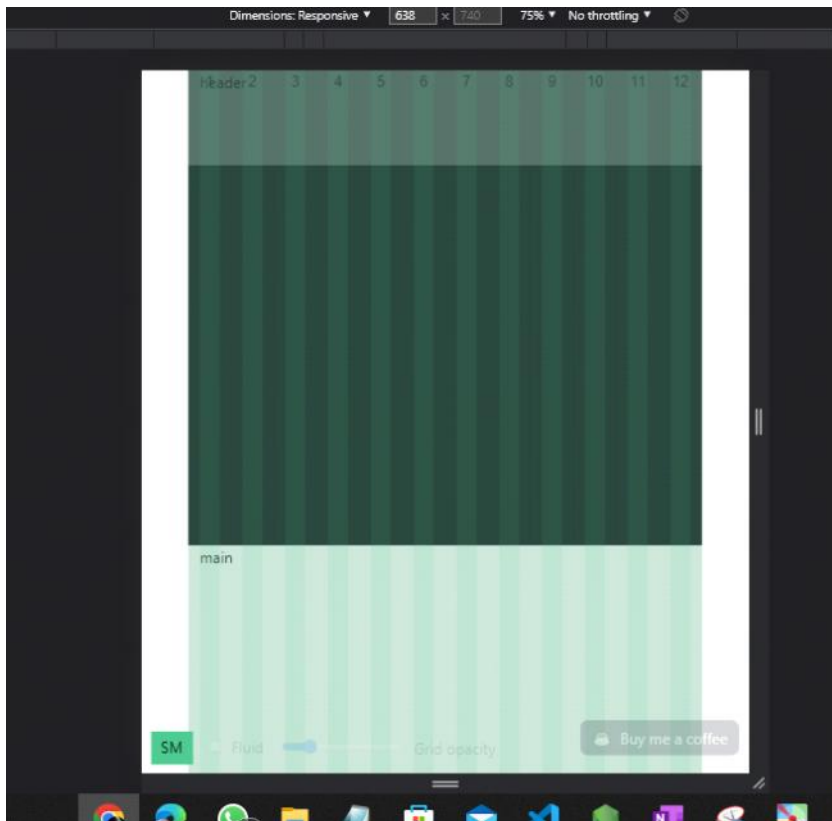 Dimensions: Responsive 638 × 740 75% No throttling
header 1 2 3 4 5 6 7 8 9 10 11 12
main
SM Fluid Grid opacity Buy me a coffee
N